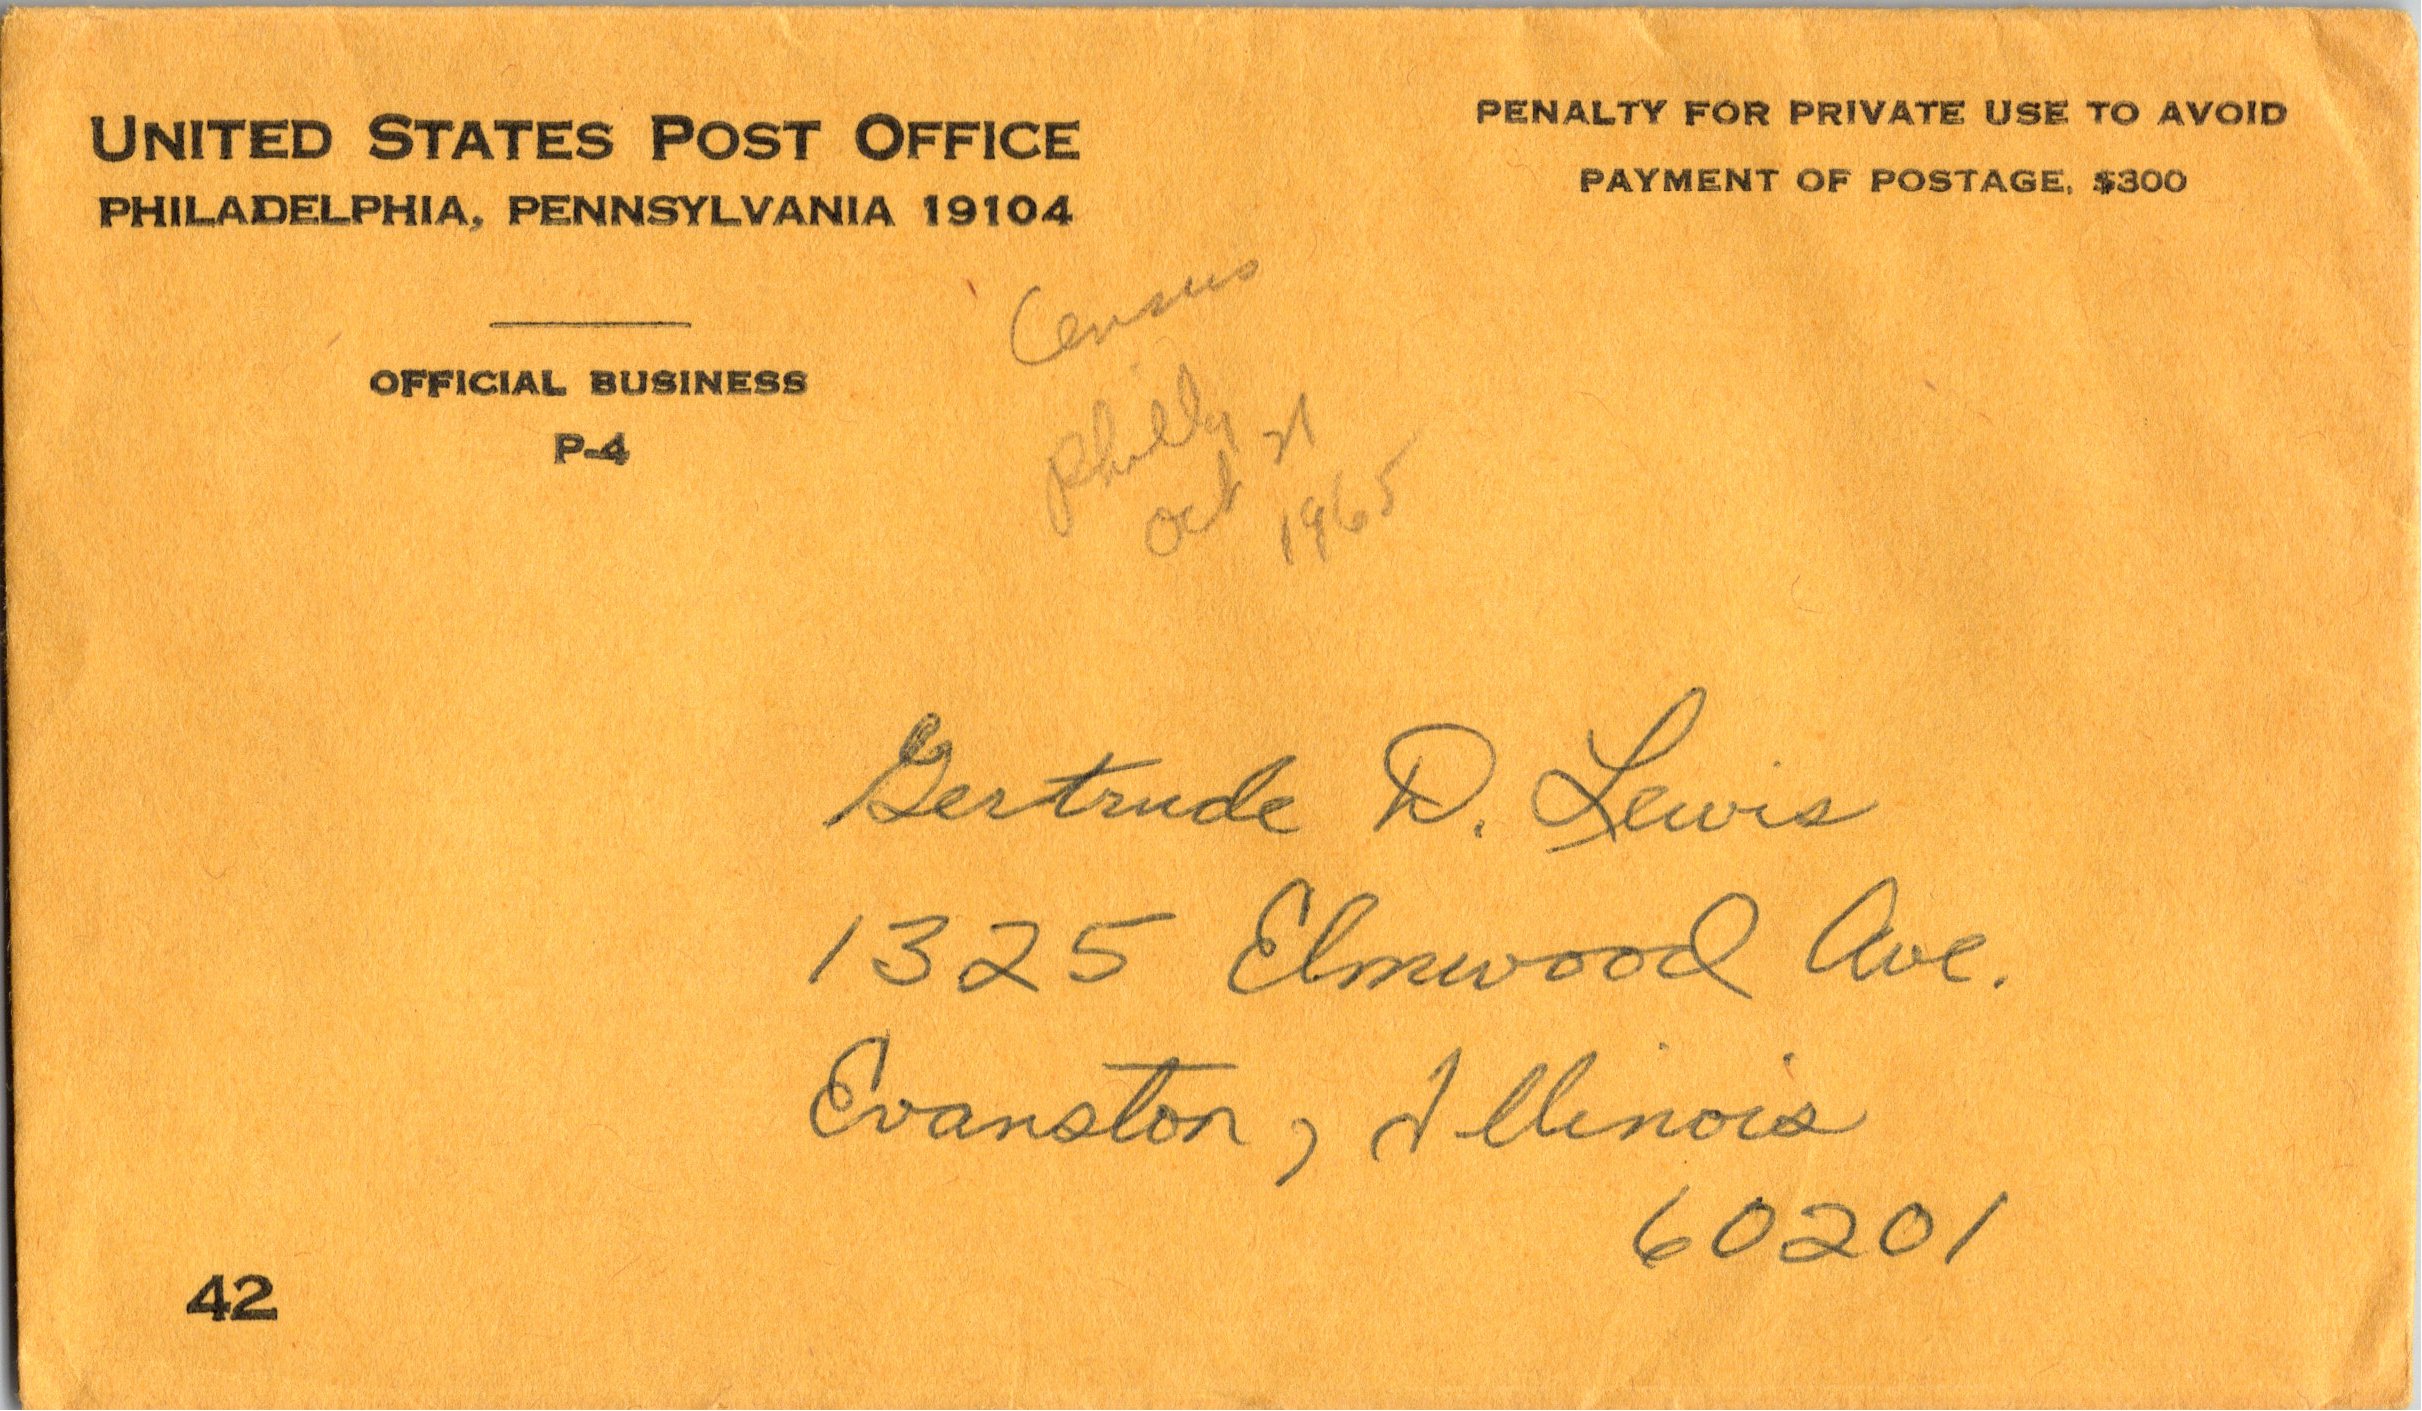 UNITED STATES POST OFFICE
PHILADELPHIA, PENNSYLVANIA 19104
OFFICIAL BUSINESS
P-4
PENALTY FOR PRIVATE USE TO AVOID
PAYMENT OF POSTAGE, $300
Census
Philly
Oct 21
1965
Gertrude D. Lewis
1325 Elmwood Ave.
Evanston, Illinois
60201
42